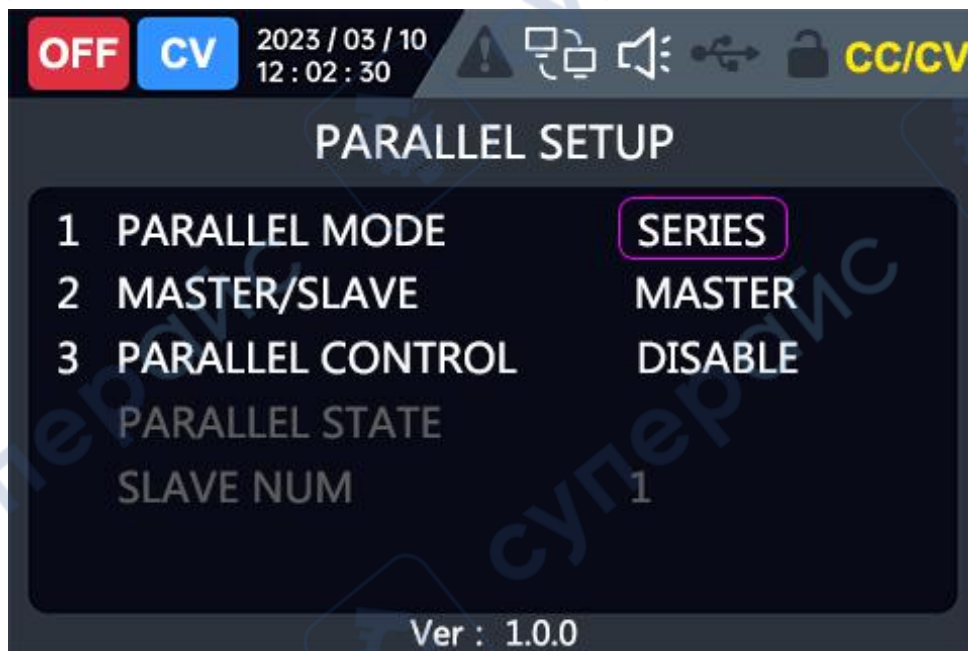 OFF CV 2023 / 03 / 10 CC/CV
12 : 02 : 30
PARALLEL SETUP
1 PARALLEL MODE SERIES
2 MASTER/SLAVE MASTER
3 PARALLEL CONTROL DISABLE
PARALLEL STATE
SLAVE NUM 1
Ver : 1.0.0
суперайс